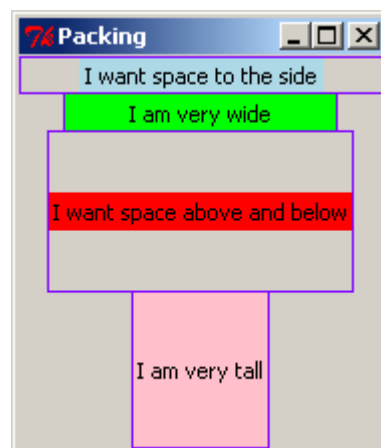 Packing
I want space to the side
I am very wide
I want space above and below
I am very tall